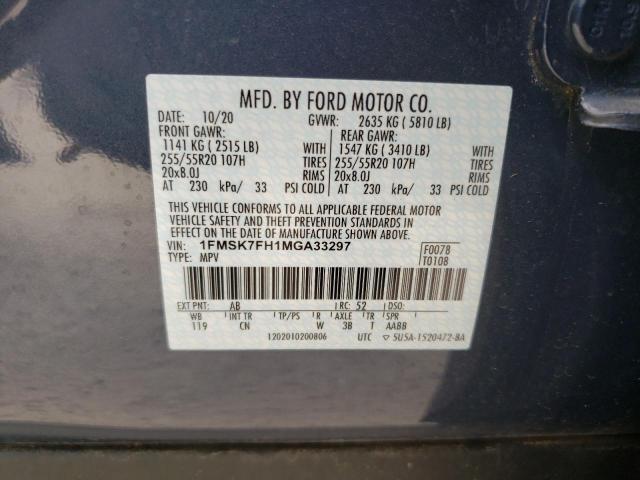 MFD. BY FORD MOTOR CO.
DATE: 10/20 GVWR: 2635 KG ( 5810 LB)
FRONT GAWR: REAR GAWR:
1141 KG ( 2515 LB) WITH 1547 KG ( 3410 LB) WITH
255/55R20 107H TIRES 255/55R20 107H TIRES
20x8.0J RIMS 20x8.0J RIMS
AT 230 kPa/ 33 PSI COLD AT 230 kPa/ 33 PSI COLD
THIS VEHICLE CONFORMS TO ALL APPLICABLE FEDERAL MOTOR
VEHICLE SAFETY AND THEFT PREVENTION STANDARDS IN
EFFECT ON THE DATE OF MANUFACTURE SHOWN ABOVE.
VIN: 1FMSK7FH1MGA33297 F0078
TYPE: MPV T0108
EXT PNT: AB RC: 52 DSO:
WB INT TR TP/PS R AXLE TR SPR
119 CN W 3B T AABB
1202010200806 UTC ▽ 5U5A-1520472-BA